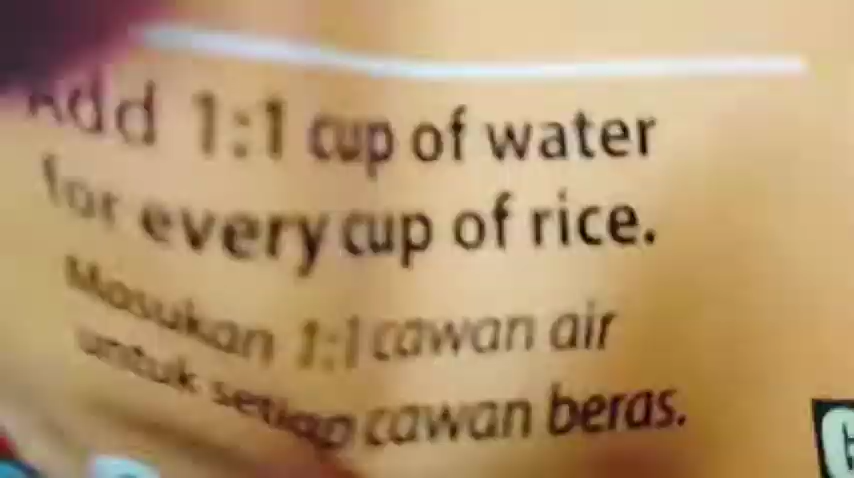 Add 1:1 cup of water
for every cup of rice.
Masukan 1:1 cawan air
untuk setiap cawan beras.